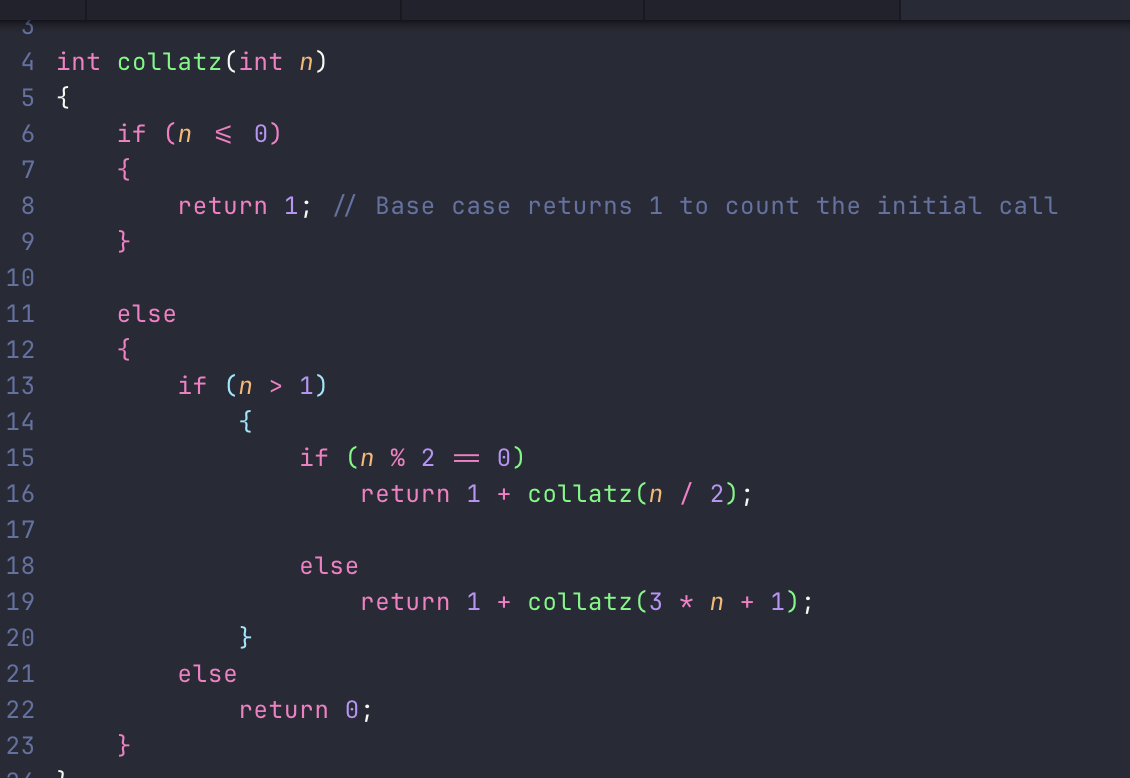 3
4 int collatz(int n)
5 {
6     if (n <= 0)
7     {
8         return 1; // Base case returns 1 to count the initial call
9     }
10
11     else
12     {
13         if (n > 1)
14             {
15                 if (n % 2 == 0)
16                     return 1 + collatz(n / 2);
17
18                 else
19                     return 1 + collatz(3 * n + 1);
20             }
21         else
22             return 0;
23     }
24 }